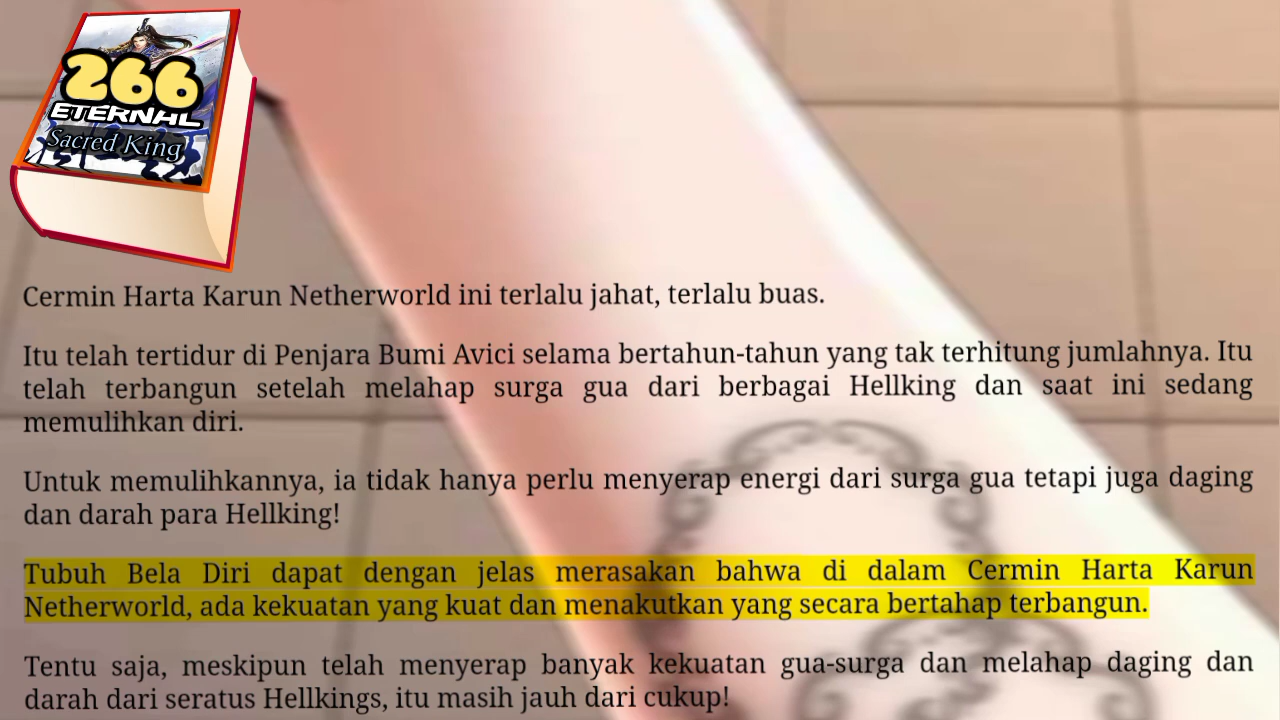 266
ETERNAL
Sacred King
Cermin Harta Karun Netherworld ini terlalu jahat, terlalu buas.
Itu telah tertidur di Penjara Bumi Avici selama bertahun-tahun yang tak terhitung jumlahnya. Itu
telah terbangun setelah melahap surga gua dari berbagai Hellking dan saat ini sedang
memulihkan diri.
Untuk memulihkannya, ia tidak hanya perlu menyerap energi dari surga gua tetapi juga daging
dan darah para Hellking!
Tubuh Bela Diri dapat dengan jelas merasakan bahwa di dalam Cermin Harta Karun
Netherworld, ada kekuatan yang kuat dan menakutkan yang secara bertahap terbangun.
Tentu saja, meskipun telah menyerap banyak kekuatan gua-surga dan melahap daging dan
darah dari seratus Hellkings, itu masih jauh dari cukup!